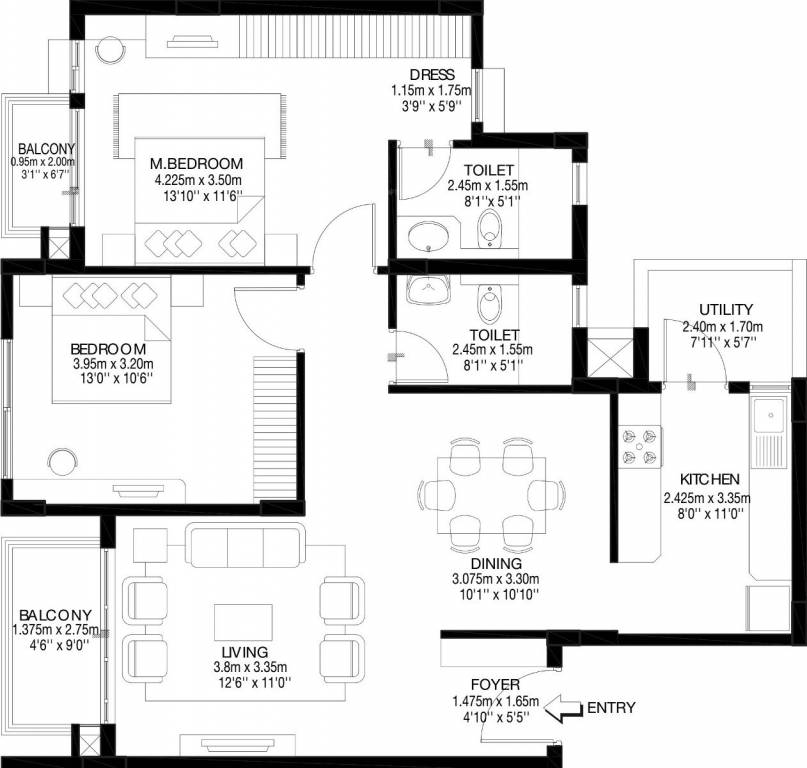 DRESS
1.15m x 1.75m
3'9" x 5'9"
BALCONY
0.95m x 2.00m
3'1" x 6'7"
M.BEDROOM
4.225m x 3.50m
13'10" x 11'6"
TOILET
2.45m x 1.55m
8'1" x 5'1"
TOILET
2.45m x 1.55m
8'1" x 5'1"
UTILITY
2.40m x 1.70m
7'11" x 5'7"
BEDROOM
3.95m x 3.20m
13'0" x 10'6"
KITCHEN
2.425m x 3.35m
8'0" x 11'0"
DINING
3.075m x 3.30m
10'1" x 10'10"
BALCONY
1.375m x 2.75m
4'6" x 9'0"
LIVING
3.8m x 3.35m
12'6" x 11'0"
FOYER
1.475m x 1.65m
4'10" x 5'5"
ENTRY